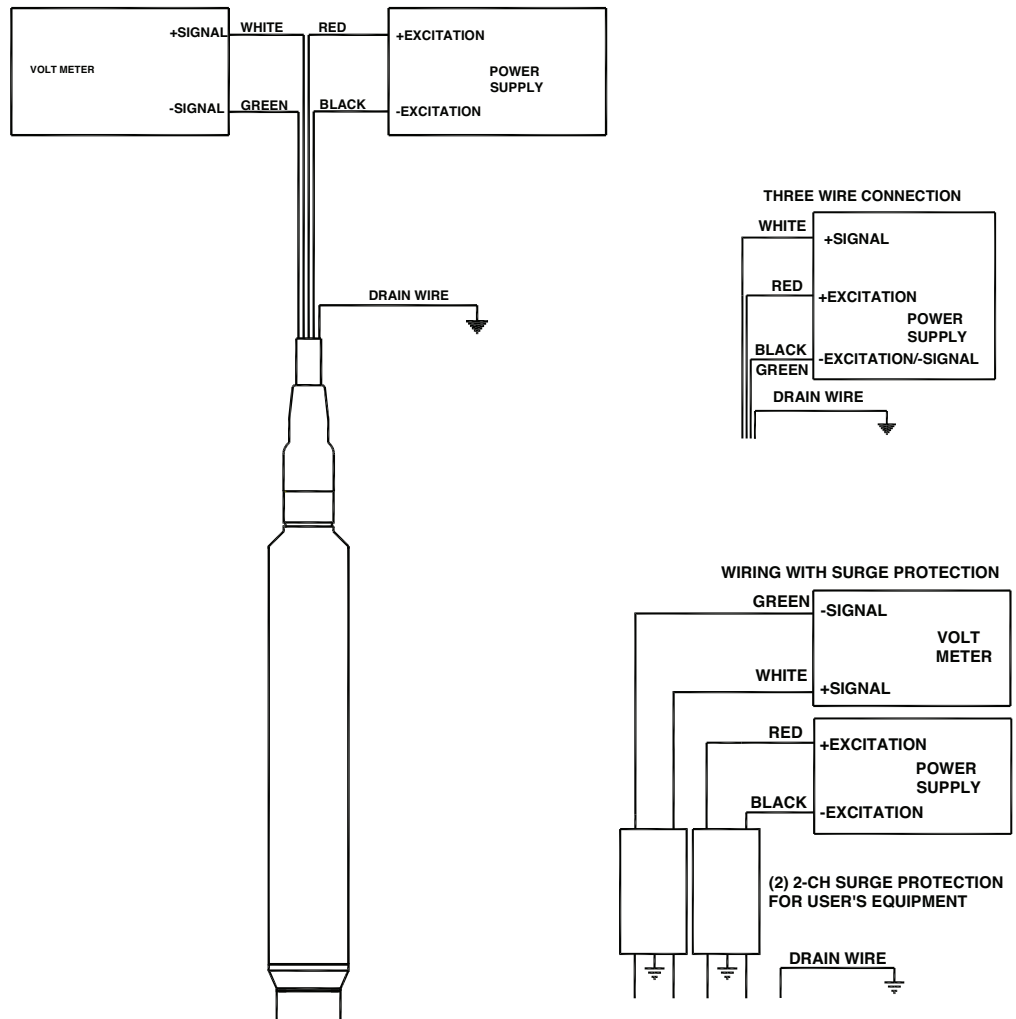 +SIGNAL WHITE RED +EXCITATION
VOLT METER
POWER
SUPPLY
-SIGNAL GREEN BLACK -EXCITATION
DRAIN WIRE
THREE WIRE CONNECTION
WHITE
+SIGNAL
RED
+EXCITATION
POWER
SUPPLY
BLACK
-EXCITATION/-SIGNAL
GREEN
DRAIN WIRE
WIRING WITH SURGE PROTECTION
GREEN
-SIGNAL
VOLT
METER
WHITE
+SIGNAL
RED
+EXCITATION
POWER
SUPPLY
BLACK
-EXCITATION
(2) 2-CH SURGE PROTECTION
FOR USER'S EQUIPMENT
DRAIN WIRE